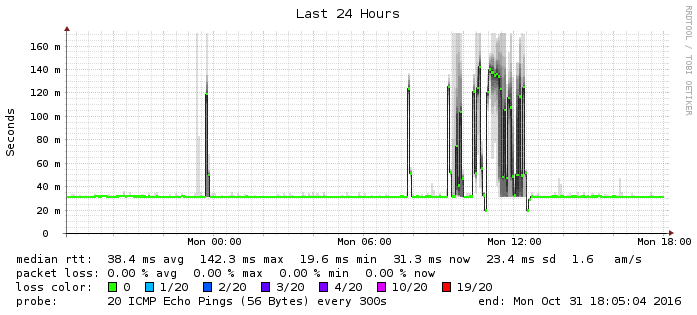 Last 24 Hours
RRDTOOL / TOBI OETIKER
Seconds
160 m
140 m
120 m
100 m
80 m
60 m
40 m
20 m
0
Mon 00:00 Mon 06:00 Mon 12:00 Mon 18:00
median rtt: 38.4 ms avg 142.3 ms max 19.6 ms min 31.3 ms now 23.4 ms sd 1.6 am/s
packet loss: 0.00 % avg 0.00 % max 0.00 % min 0.00 % now
loss color: 0 1/20 2/20 3/20 4/20 10/20 19/20
probe: 20 ICMP Echo Pings (56 Bytes) every 300s end: Mon Oct 31 18:05:04 2016